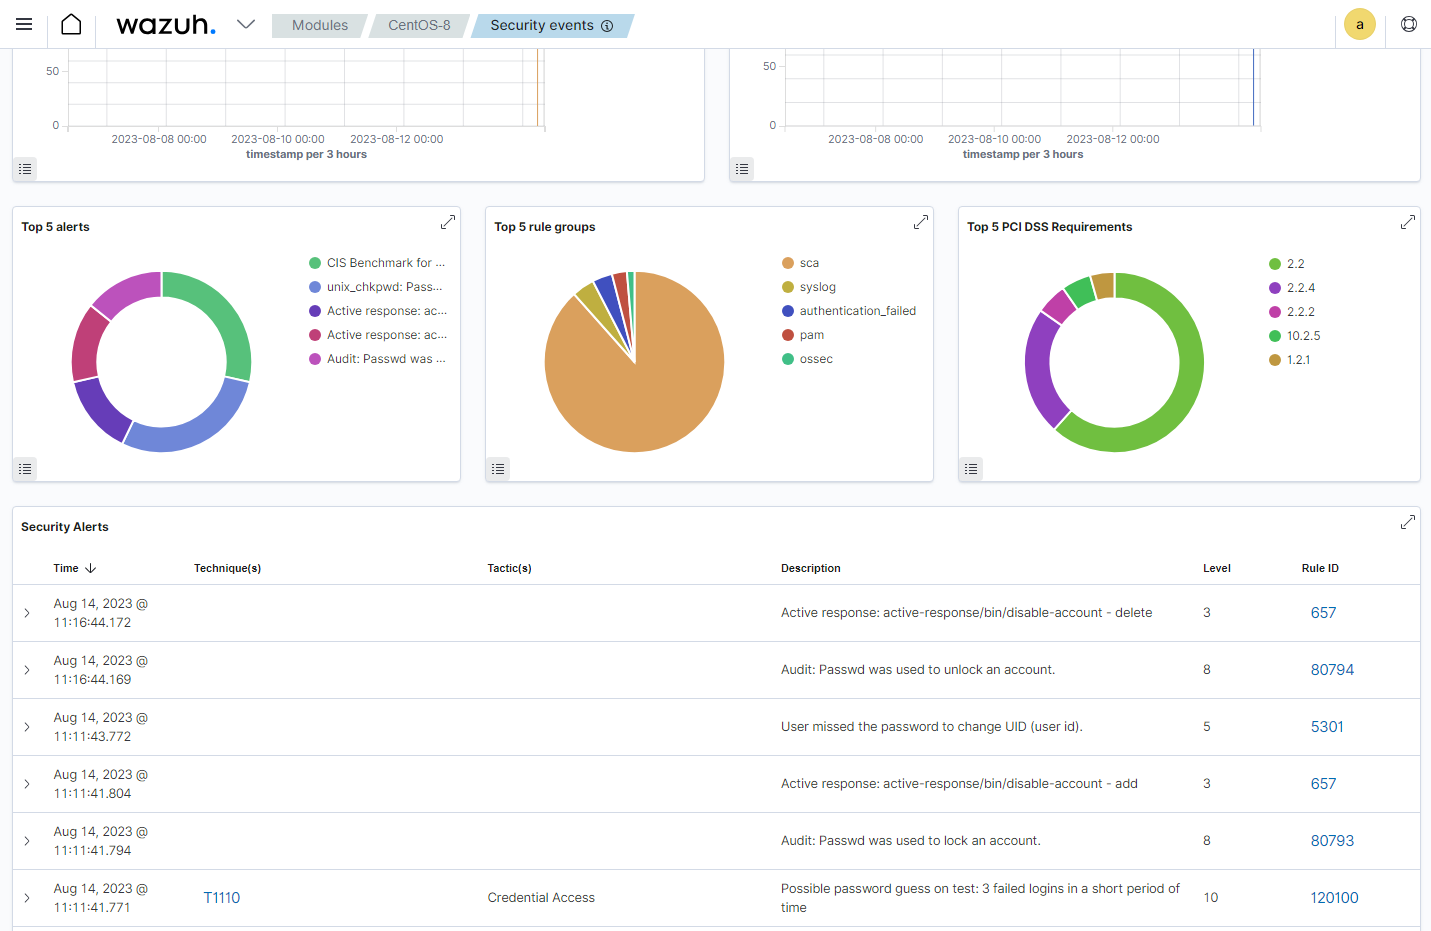 wazuh.
Modules
CentOS-8
Security events
a
50
0
2023-08-08 00:00
2023-08-10 00:00
2023-08-12 00:00
timestamp per 3 hours
50
0
2023-08-08 00:00
2023-08-10 00:00
2023-08-12 00:00
timestamp per 3 hours
Top 5 alerts
CIS Benchmark for ...
unix_chkpwd: Pass...
Active response: ac...
Active response: ac...
Audit: Passwd was ...
Top 5 rule groups
sca
syslog
authentication_failed
pam
ossec
Top 5 PCI DSS Requirements
2.2
2.2.4
2.2.2
10.2.5
1.2.1
Security Alerts
Time Technique(s) Tactic(s) Description Level Rule ID
Aug 14, 2023 @
11:16:44.172
Active response: active-response/bin/disable-account - delete
3
657
Aug 14, 2023 @
11:16:44.169
Audit: Passwd was used to unlock an account.
8
80794
Aug 14, 2023 @
11:11:43.772
User missed the password to change UID (user id).
5
5301
Aug 14, 2023 @
11:11:41.804
Active response: active-response/bin/disable-account - add
3
657
Aug 14, 2023 @
11:11:41.794
Audit: Passwd was used to lock an account.
8
80793
Aug 14, 2023 @
11:11:41.771
T1110
Credential Access
Possible password guess on test: 3 failed logins in a short period of
time
10
120100